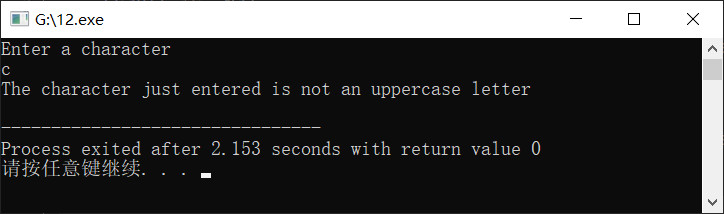 G:\12.exe
Enter a character
c
The character just entered is not an uppercase letter
--------------------------------
Process exited after 2.153 seconds with return value 0
请按任意键继续. . .